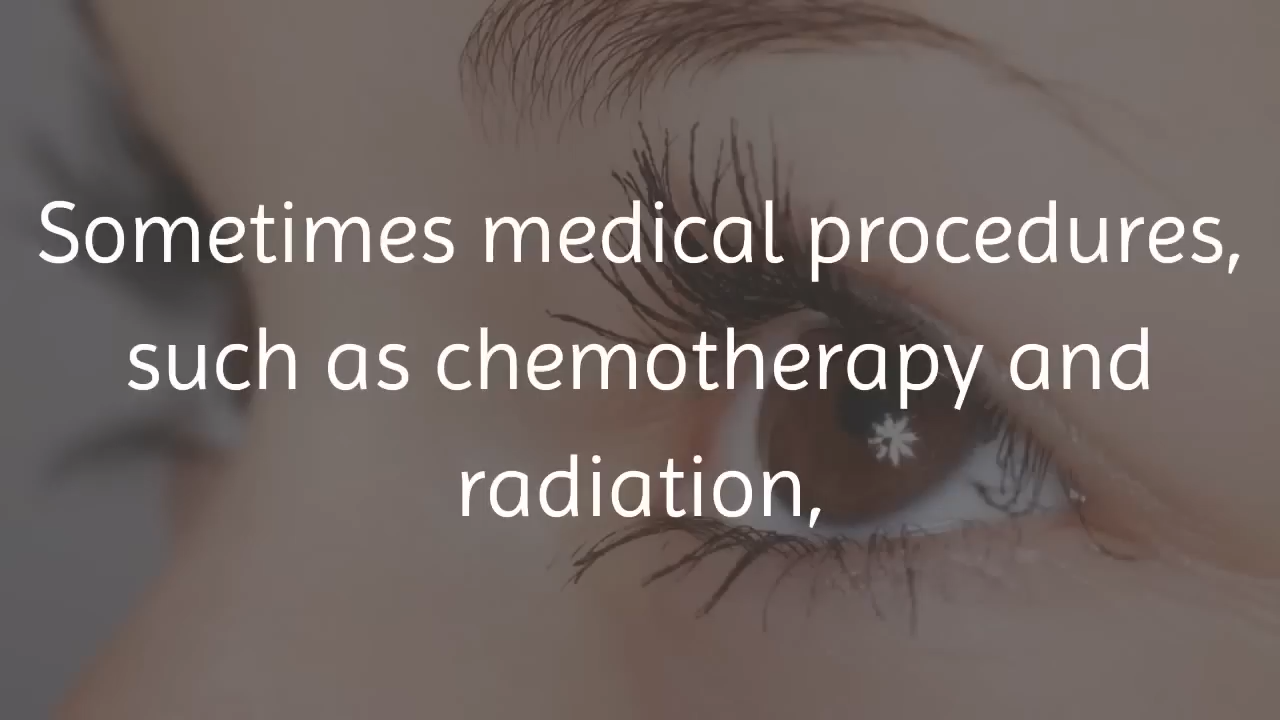 Sometimes medical procedures,
such as chemotherapy and
radiation,